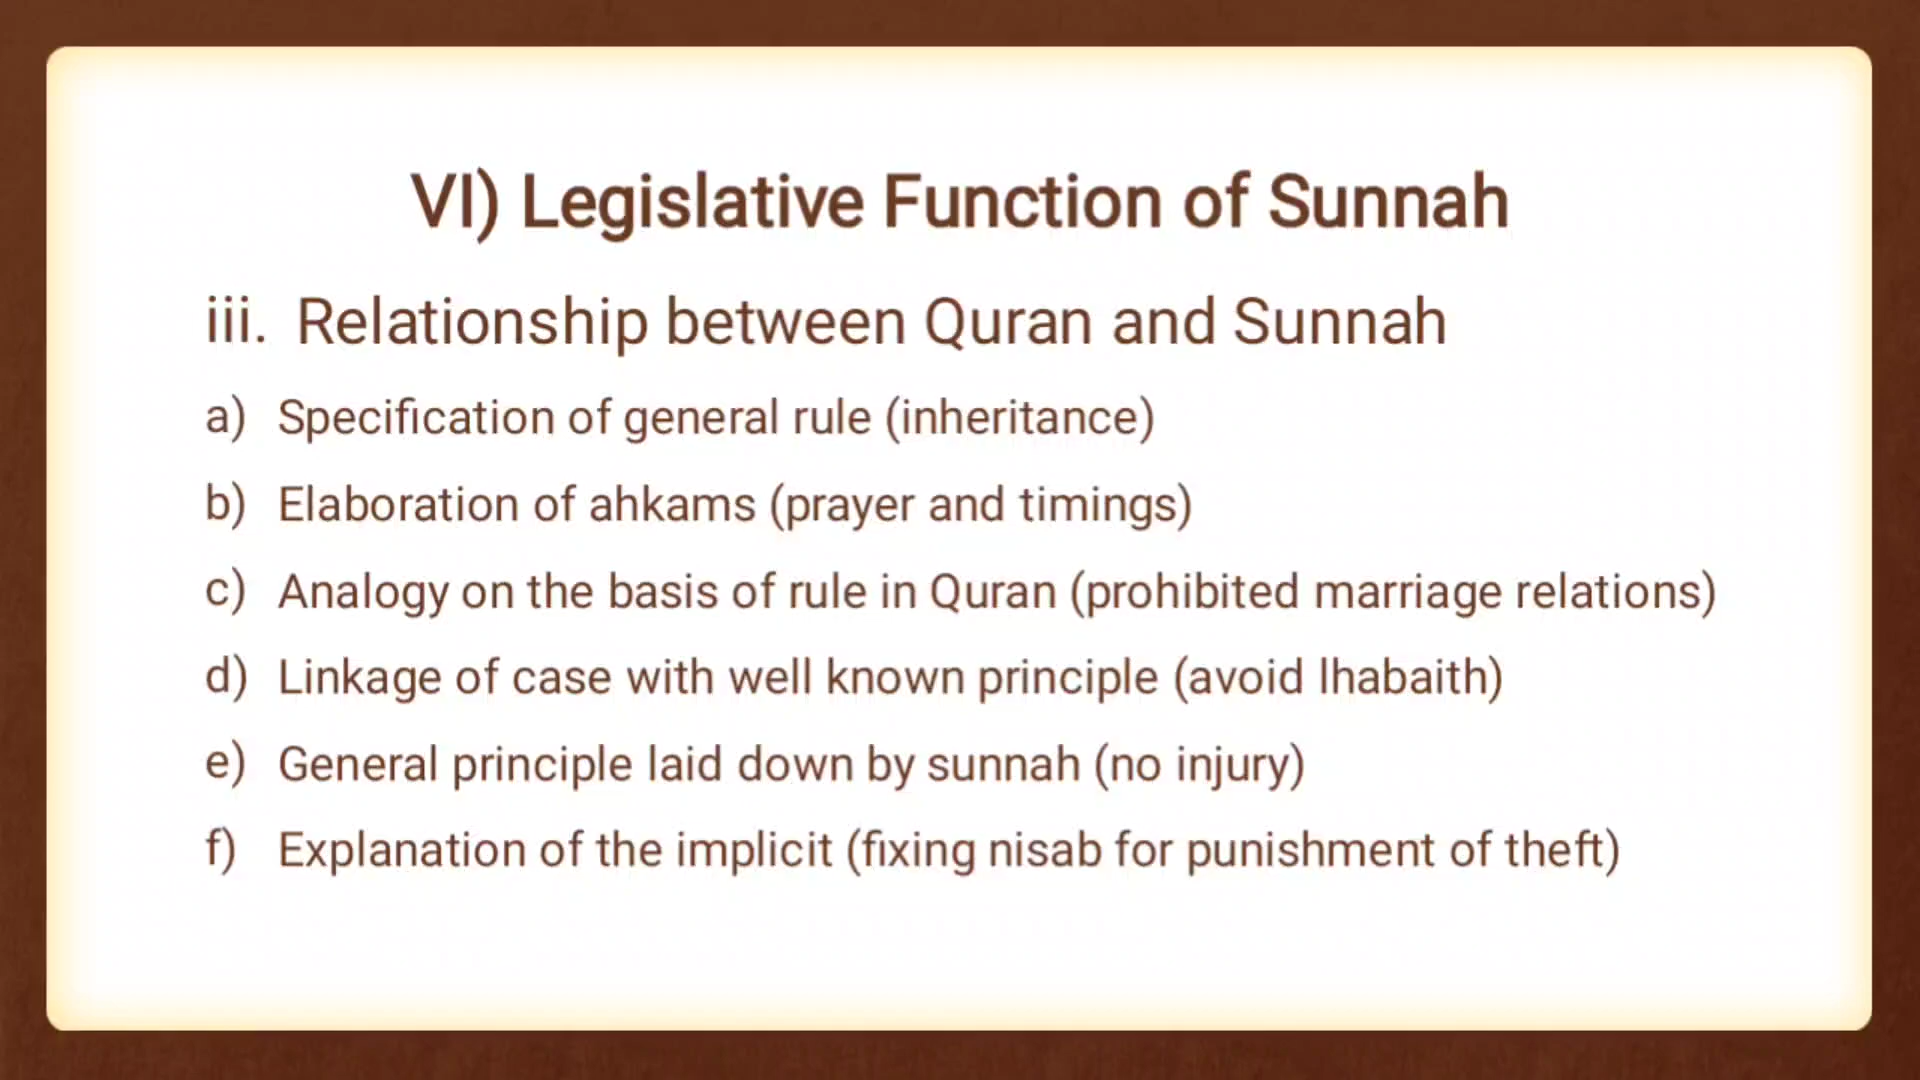 VI) Legislative Function of Sunnah
iii. Relationship between Quran and Sunnah
a) Specification of general rule (inheritance)
b) Elaboration of ahkams (prayer and timings)
c) Analogy on the basis of rule in Quran (prohibited marriage relations)
d) Linkage of case with well known principle (avoid lhabaith)
e) General principle laid down by sunnah (no injury)
f) Explanation of the implicit (fixing nisab for punishment of theft)